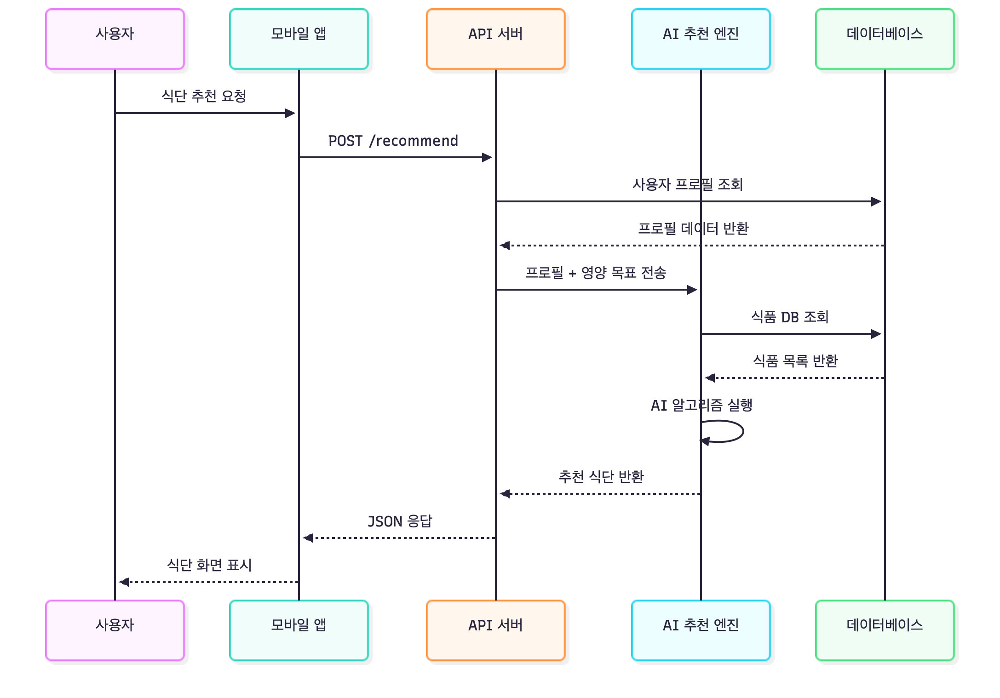 사용자
모바일 앱
API 서버
AI 추천 엔진
데이터베이스
식단 추천 요청
POST /recommend
사용자 프로필 조회
프로필 데이터 반환
프로필 + 영양 목표 전송
식품 DB 조회
식품 목록 반환
AI 알고리즘 실행
추천 식단 반환
JSON 응답
식단 화면 표시
사용자
모바일 앱
API 서버
AI 추천 엔진
데이터베이스